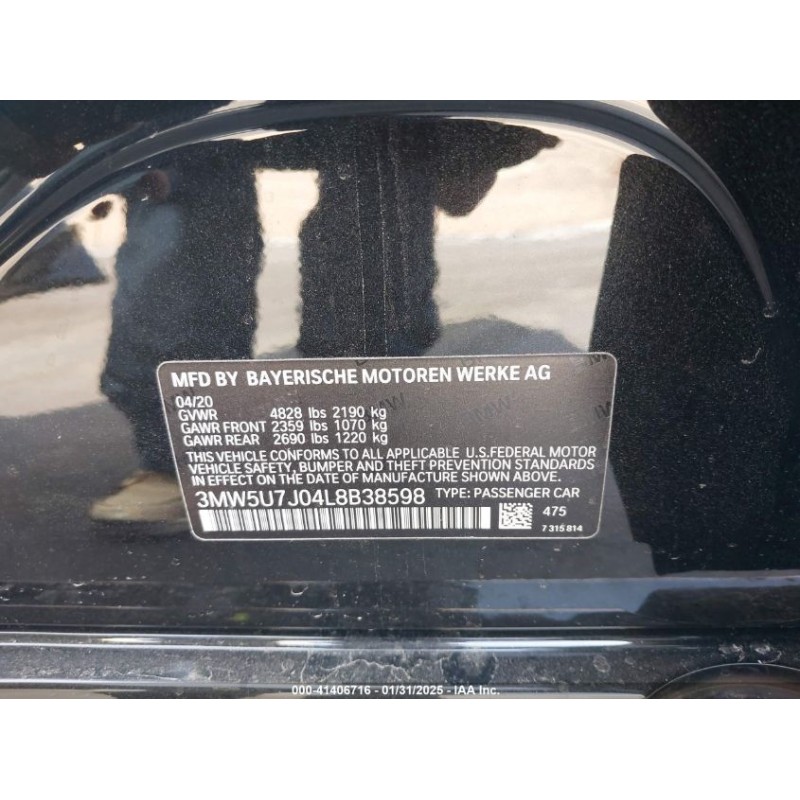 MFD BY BAYERISCHE MOTOREN WERKE AG
04/20
GVWR 4828 lbs 2190 kg
GAWR FRONT 2359 lbs 1070 kg
GAWR REAR 2690 lbs 1220 kg
THIS VEHICLE CONFORMS TO ALL APPLICABLE U.S.FEDERAL MOTOR
VEHICLE SAFETY, BUMPER AND THEFT PREVENTION STANDARDS
IN EFFECT ON THE DATE OF MANUFACTURE SHOWN ABOVE.
3MW5U7J04L8B38598 TYPE: PASSENGER CAR
475
7 315 814
000-41406716 - 01/31/2025 - IAA Inc.